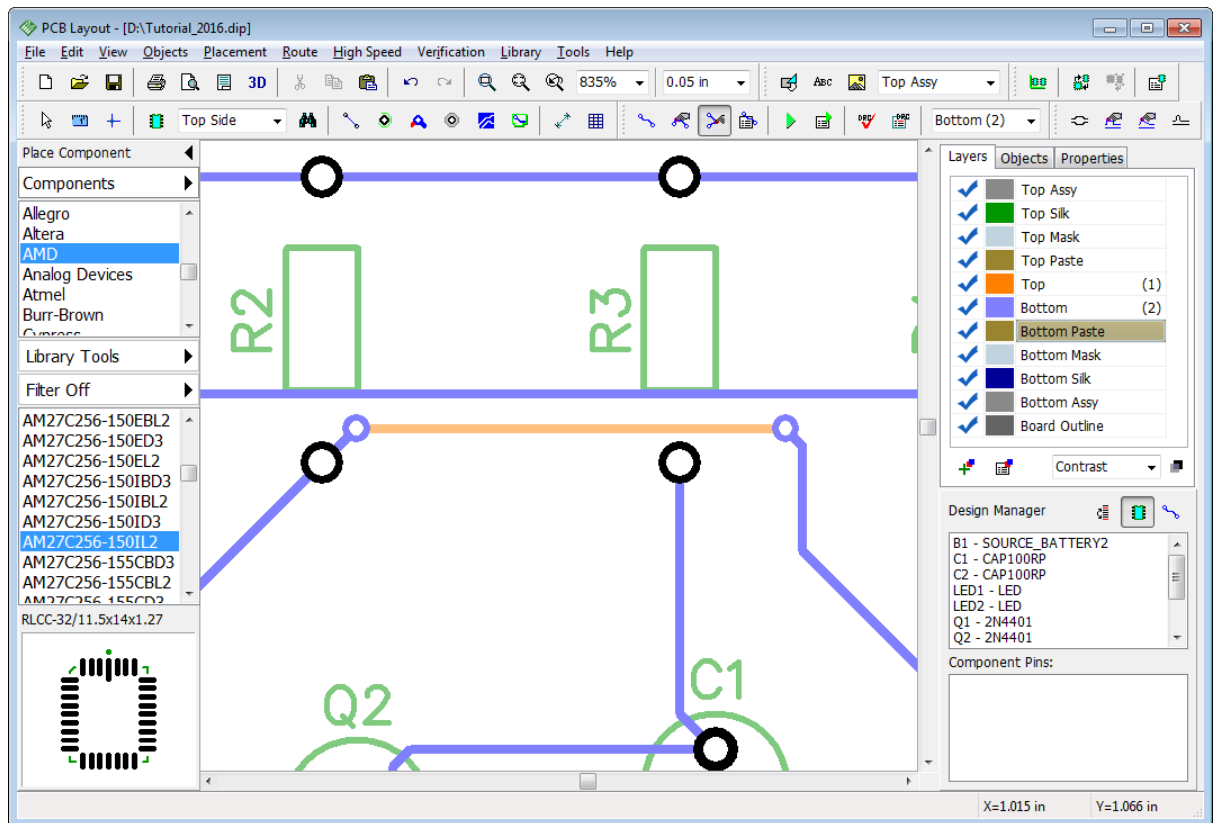 PCB Layout - [D:\Tutorial_2016.dip]
File Edit View Objects Placement Route High Speed Verification Library Tools Help
3D 835% 0.05 in ABC Top Assy
Top Side DRC DRC Bottom (2)
Place Component
Components
Allegro
Altera
AMD
Analog Devices
Atmel
Burr-Brown
Cypress
Library Tools
Filter Off
AM27C256-150EBL2
AM27C256-150ED3
AM27C256-150EL2
AM27C256-150IBD3
AM27C256-150IBL2
AM27C256-150ID3
AM27C256-150IL2
AM27C256-155CBD3
AM27C256-155CBL2
AM27C256-155CD3
RLCC-32/11.5x14x1.27
R2
R3
Q2
C1
Layers Objects Properties
Top Assy
Top Silk
Top Mask
Top Paste
Top (1)
Bottom (2)
Bottom Paste
Bottom Mask
Bottom Silk
Bottom Assy
Board Outline
Contrast
Design Manager
B1 - SOURCE_BATTERY2
C1 - CAP100RP
C2 - CAP100RP
LED1 - LED
LED2 - LED
Q1 - 2N4401
Q2 - 2N4401
Component Pins:
X=1.015 in Y=1.066 in